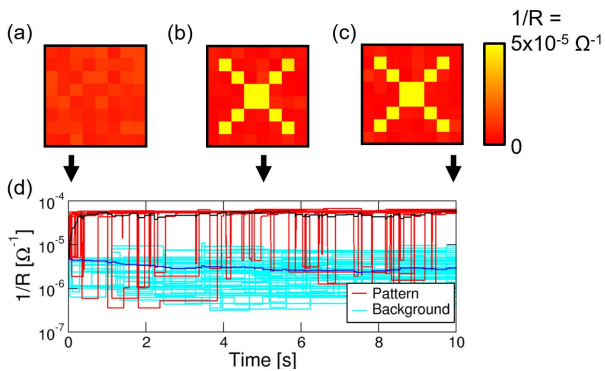 (a)
(b)
(c)
1/R =
5x10⁻⁵ Ω⁻¹
0
(d)
10⁻⁴
10⁻⁵
10⁻⁶
10⁻⁷
1/R [Ω⁻¹]
Pattern
Background
0 2 4 6 8 10
Time [s]